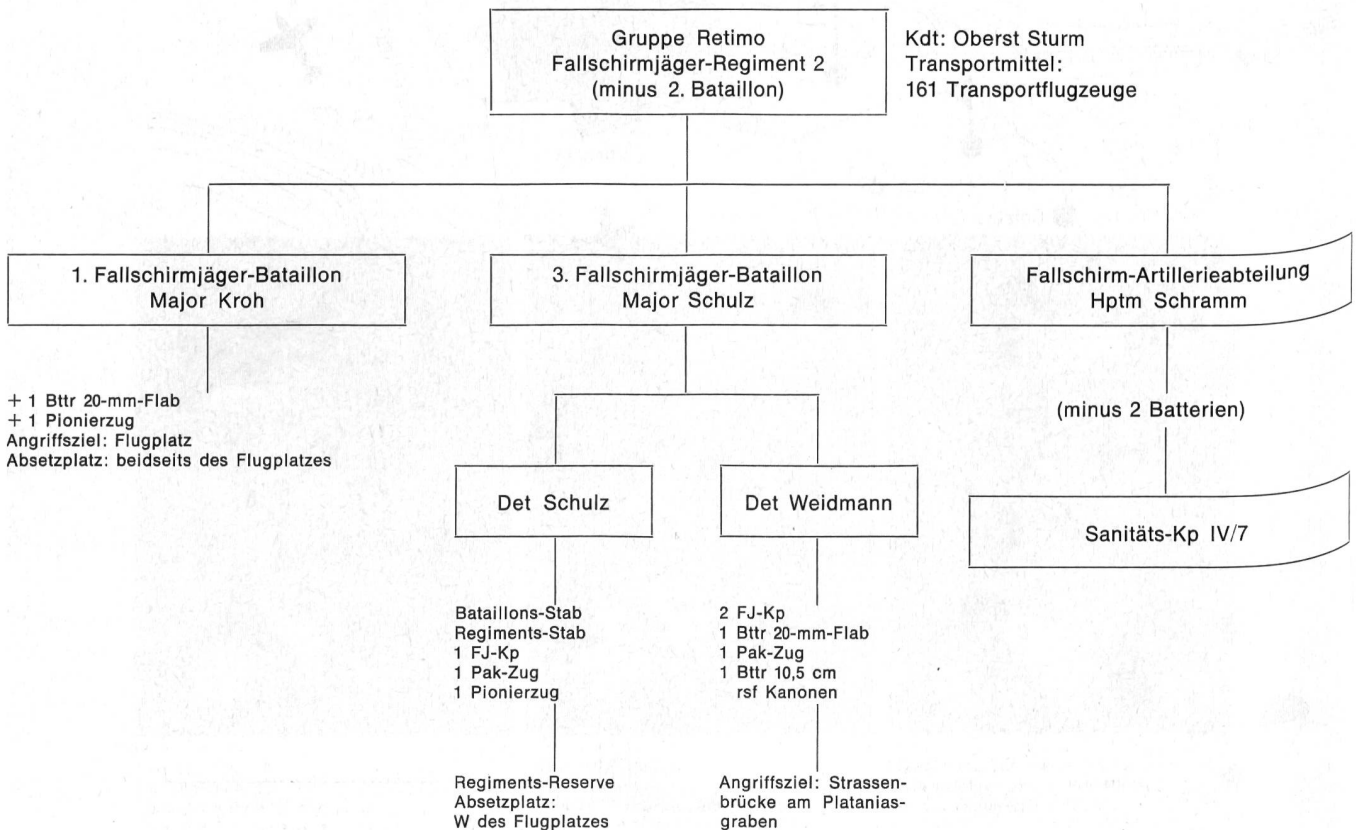 Gruppe Retimo
Fallschirmjäger-Regiment 2
(minus 2. Bataillon)
Kdt: Oberst Sturm
Transportmittel:
161 Transportflugzeuge
1. Fallschirmjäger-Bataillon
Major Kroh
3. Fallschirmjäger-Bataillon
Major Schulz
Fallschirm-Artillerieabteilung
Hptm Schramm
+ 1 Bttr 20-mm-Flab
+ 1 Pionierzug
Angriffsziel: Flugplatz
Absetzplatz: beidseits des Flugplatzes
(minus 2 Batterien)
Det Schulz
Det Weidmann
Sanitäts-Kp IV/7
Bataillons-Stab
Regiments-Stab
1 FJ-Kp
1 Pak-Zug
1 Pionierzug
2 FJ-Kp
1 Bttr 20-mm-Flab
1 Pak-Zug
1 Bttr 10,5 cm
rsf Kanonen
Regiments-Reserve
Absetzplatz:
W des Flugplatzes
Angriffsziel: Strassen-
brücke am Platanias-
graben